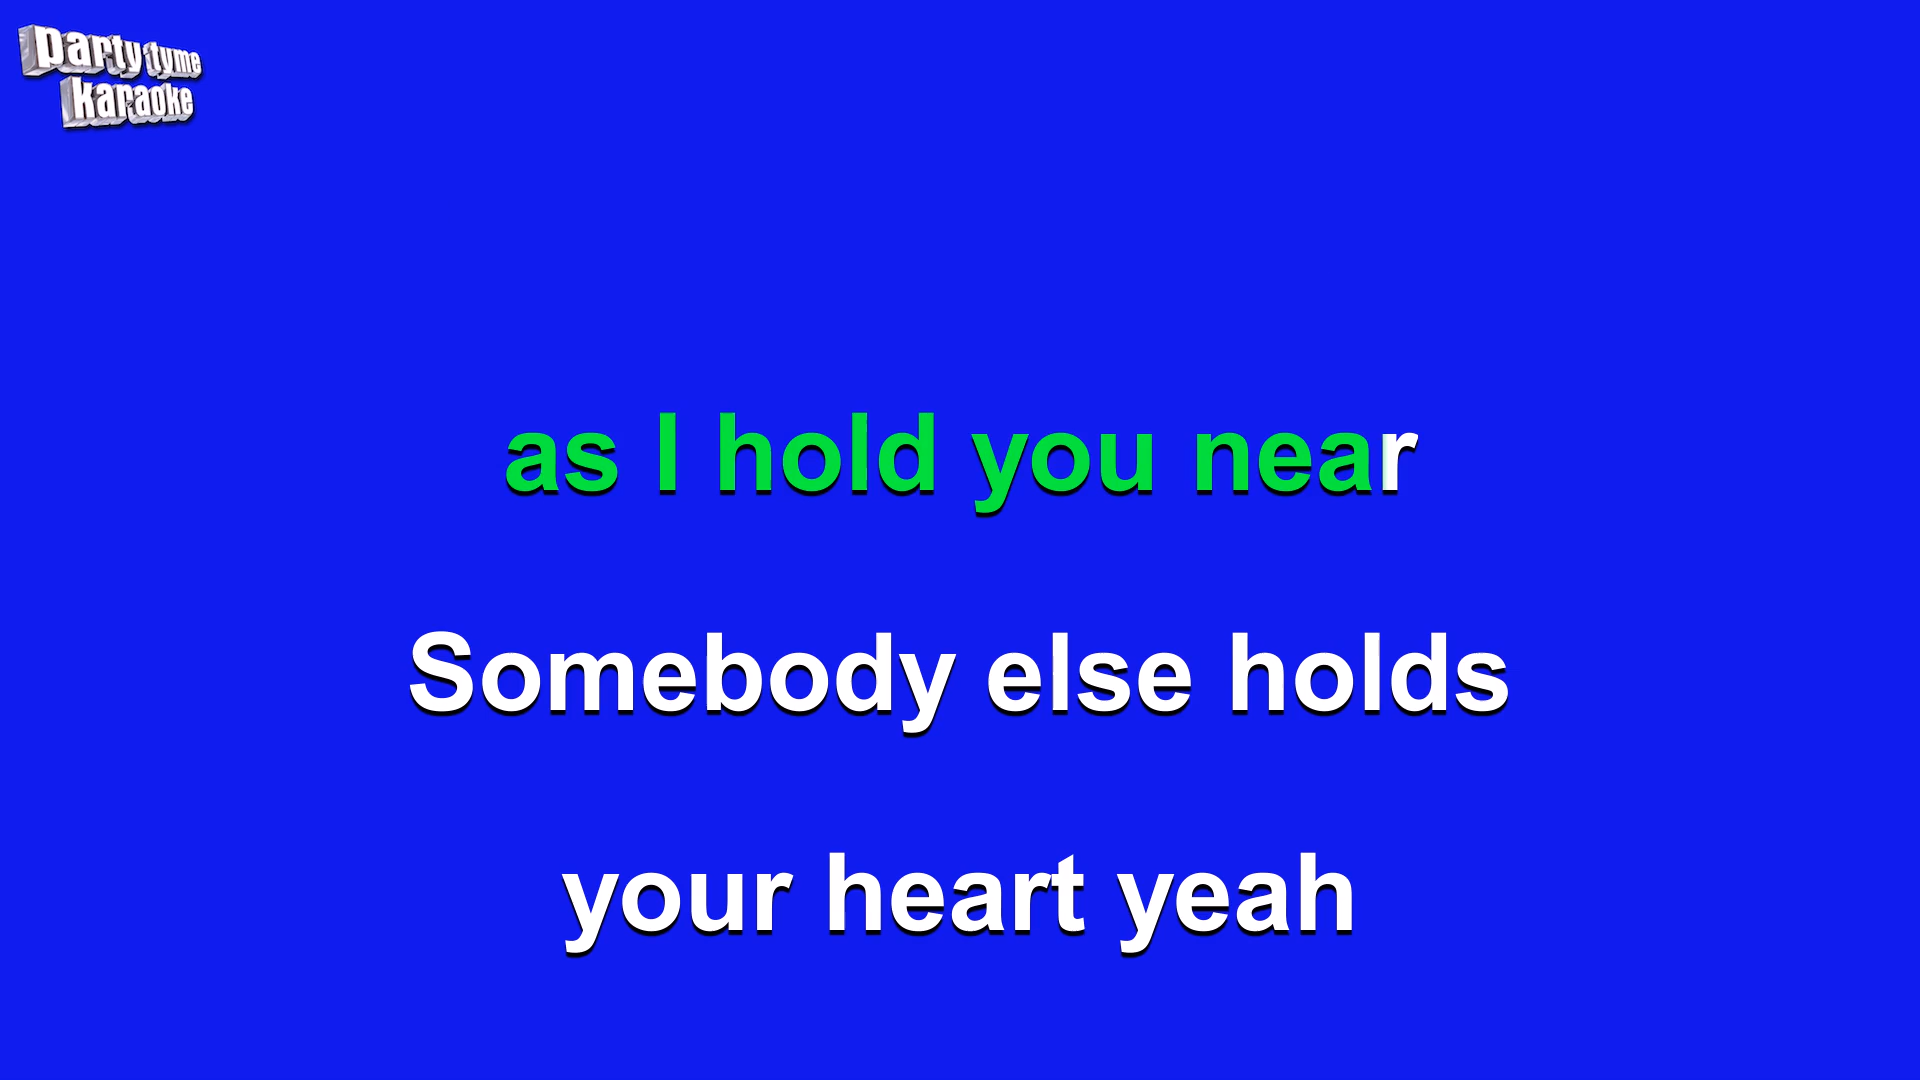 party tyme
karaoke
as I hold you near
Somebody else holds
your heart yeah